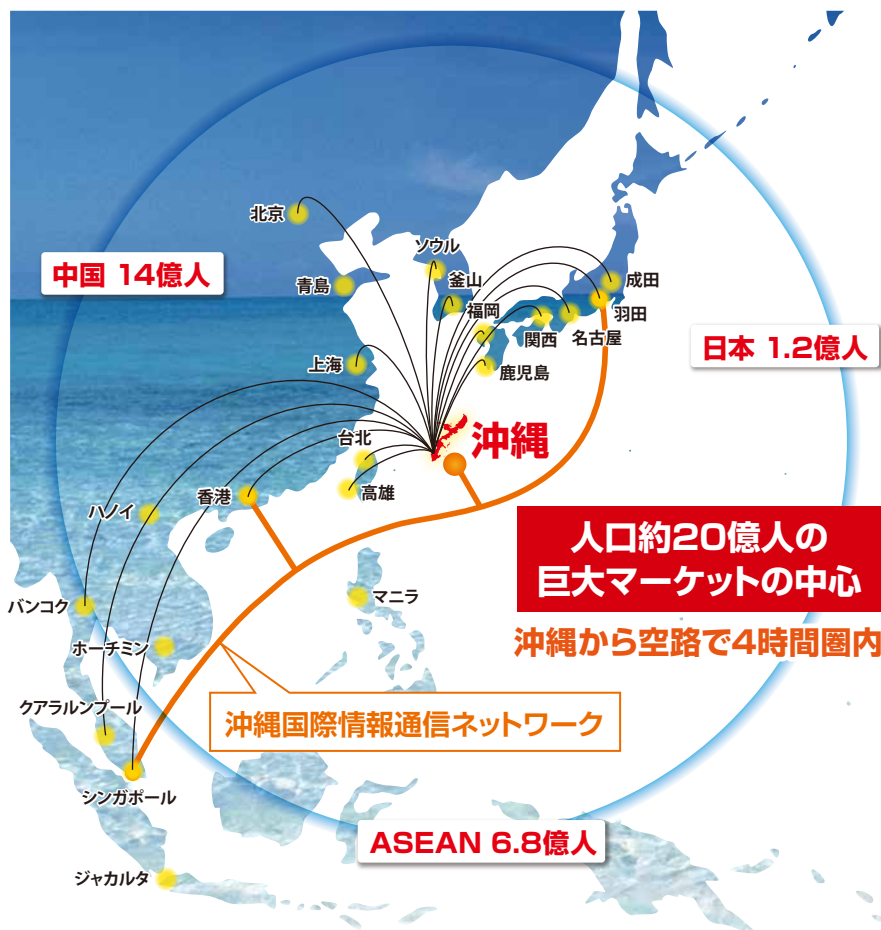 北京
ソウル
中国 14億人
青島
釜山
成田
福岡
羽田
関西
名古屋
日本 1.2億人
上海
鹿児島
台北
沖縄
香港
高雄
ハノイ
人口約20億人の
巨大マーケットの中心
バンコク
マニラ
沖縄から空路で4時間圏内
ホーチミン
クアラルンプール
沖縄国際情報通信ネットワーク
シンガポール
ASEAN 6.8億人
ジャカルタ